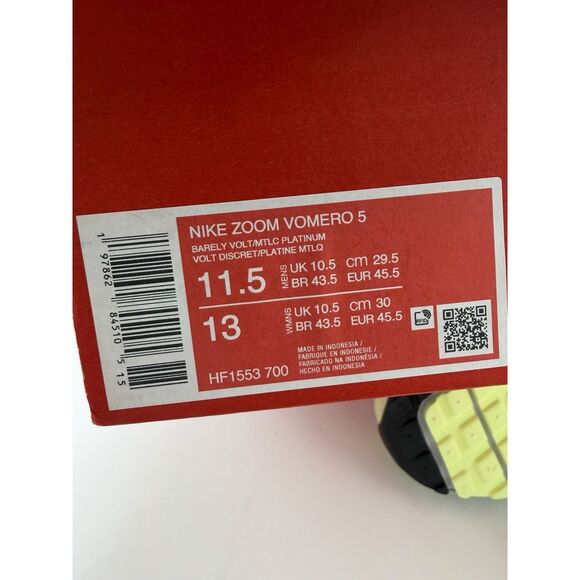 NIKE ZOOM VOMERO 5
BARELY VOLT/MTLC PLATINUM
VOLT DISCRET/PLATINE MTLQ
11.5 MENS UK 10.5 CM 29.5
BR 43.5 EUR 45.5
13 WMNS UK 10.5 CM 30
BR 43.5 EUR 45.5
MADE IN INDONESIA /
FABRIQUE EN INDONESIE /
FABRICADO NA INDONÉSIA /
HECHO EN INDONESIA
HF1553 700
RFID
1 97862 84510 5 15